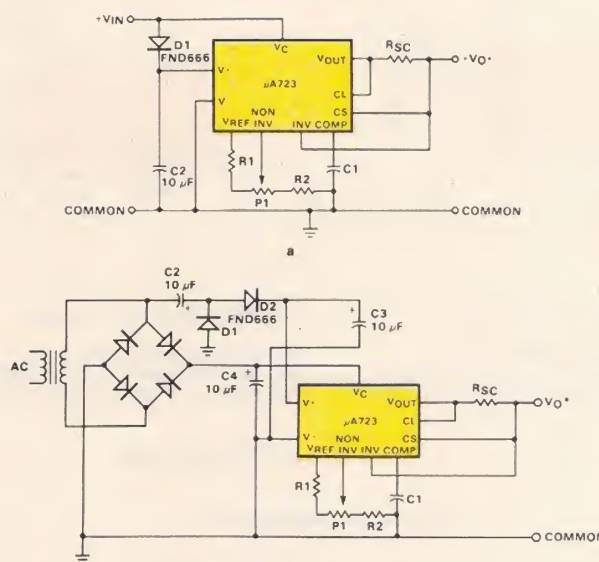 +VIN
D1
FND666
VC
V+
VOUT
RSC
+VO+
µA723
V
CL
CS
NON
VREF INV INV COMP
C2
10 µF
R1
R2
P1
C1
COMMON
COMMON
a
C2
10 µF
+
D2
FND666
D1
+
C3
10 µF
AC
C4
10 µF
+
VC
V+
VOUT
RSC
VO+
µA723
CL
V-
NON
CS
VREF INV INV COMP
R1
C1
P1
R2
COMMON